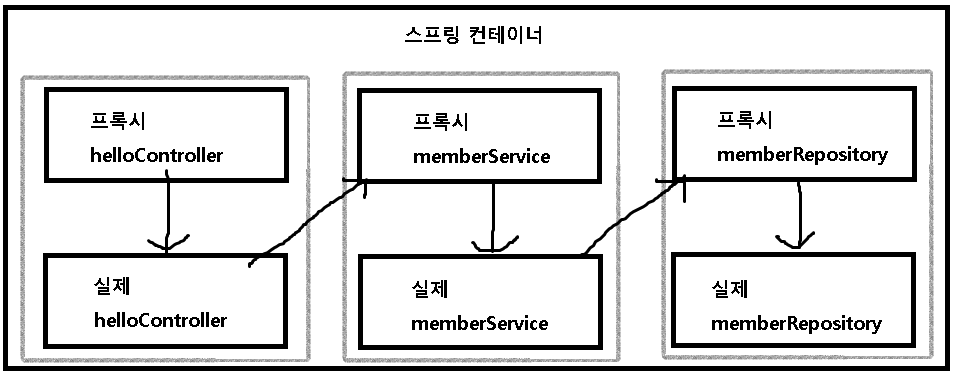 스프링 컨테이너
프록시
helloController
프록시
memberService
프록시
memberRepository
실제
helloController
실제
memberService
실제
memberRepository